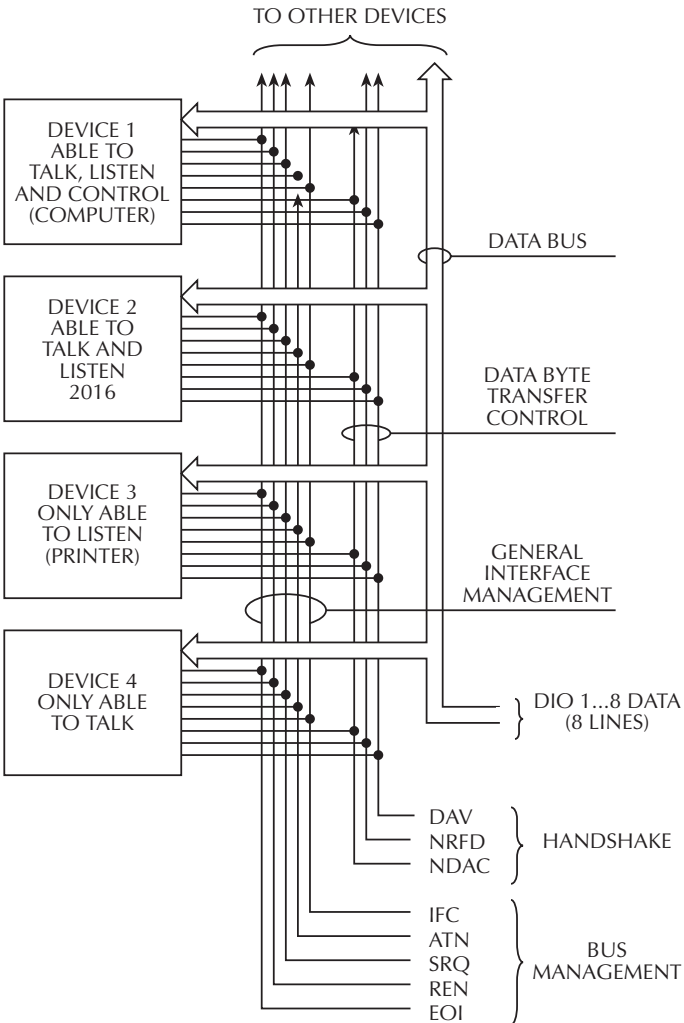 TO OTHER DEVICES
DEVICE 1
ABLE TO
TALK, LISTEN
AND CONTROL
(COMPUTER)
DATA BUS
DEVICE 2
ABLE TO
TALK AND
LISTEN
2016
DATA BYTE
TRANSFER
CONTROL
DEVICE 3
ONLY ABLE
TO LISTEN
(PRINTER)
GENERAL
INTERFACE
MANAGEMENT
DEVICE 4
ONLY ABLE
TO TALK
DIO 1...8 DATA
(8 LINES)
DAV
NRFD
NDAC
HANDSHAKE
IFC
ATN
SRQ
REN
EOI
BUS
MANAGEMENT